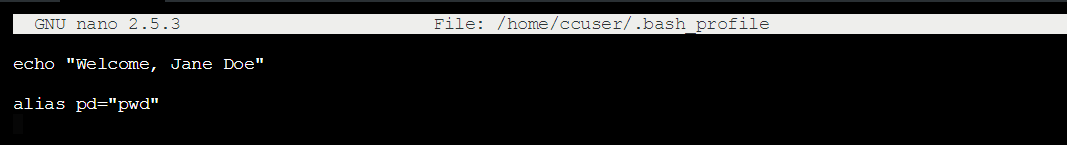 GNU nano 2.5.3 File: /home/ccuser/.bash_profile
echo "Welcome, Jane Doe"
alias pd="pwd"